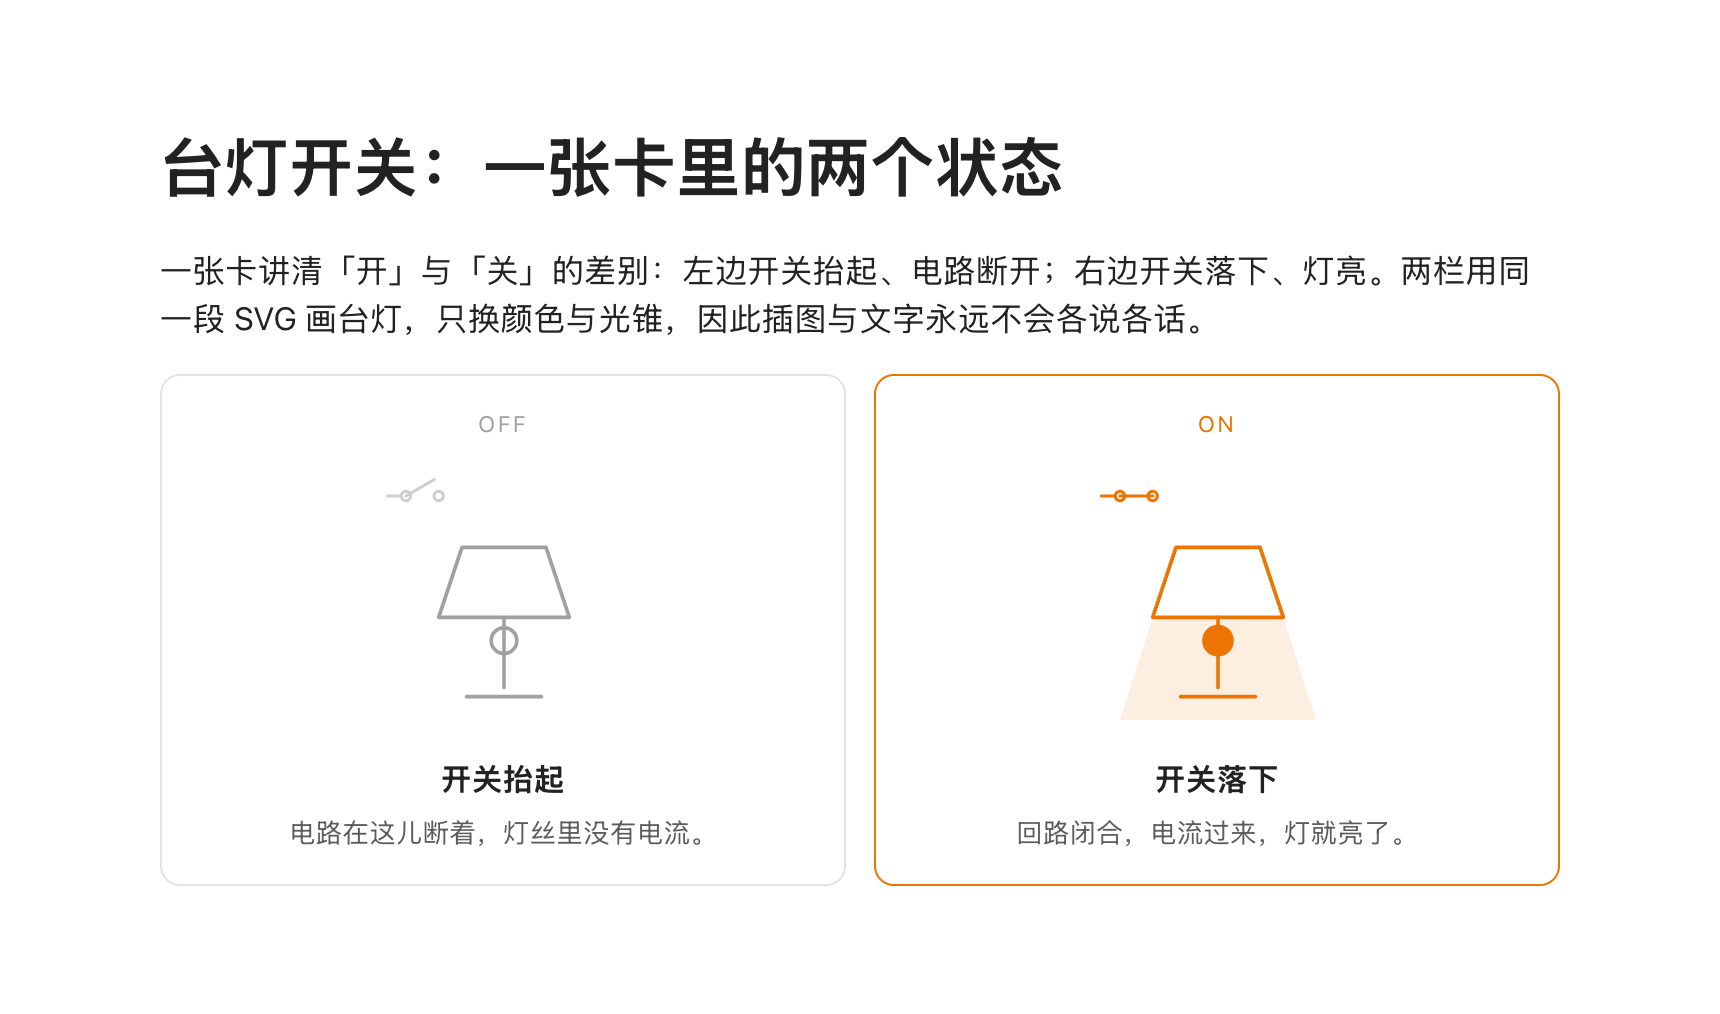 台灯开关：一张卡里的两个状态
一张卡讲清「开」与「关」的差别：左边开关抬起、电路断开；右边开关落下、灯亮。两栏用同
一段 SVG 画台灯，只换颜色与光锥，因此插图与文字永远不会各说各话。
OFF
开关抬起
电路在这儿断着，灯丝里没有电流。
ON
开关落下
回路闭合，电流过来，灯就亮了。